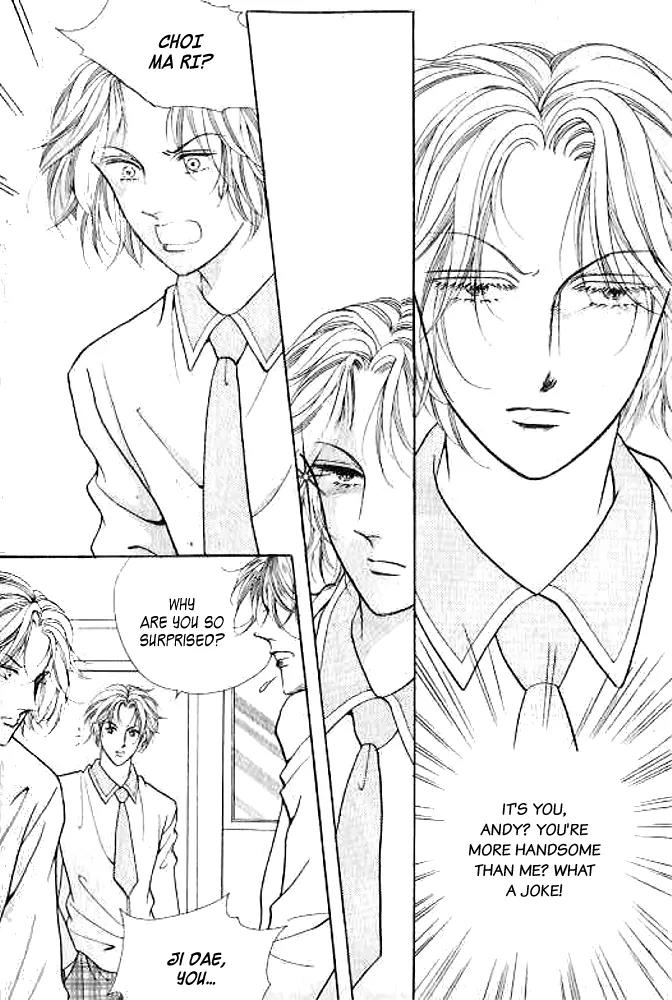 CHOI
MA RI?
WHY
ARE YOU SO
SURPRISED?
JI DAE,
YOU...
IT'S YOU,
ANDY? YOU'RE
MORE HANDSOME
THAN ME? WHAT
A JOKE!